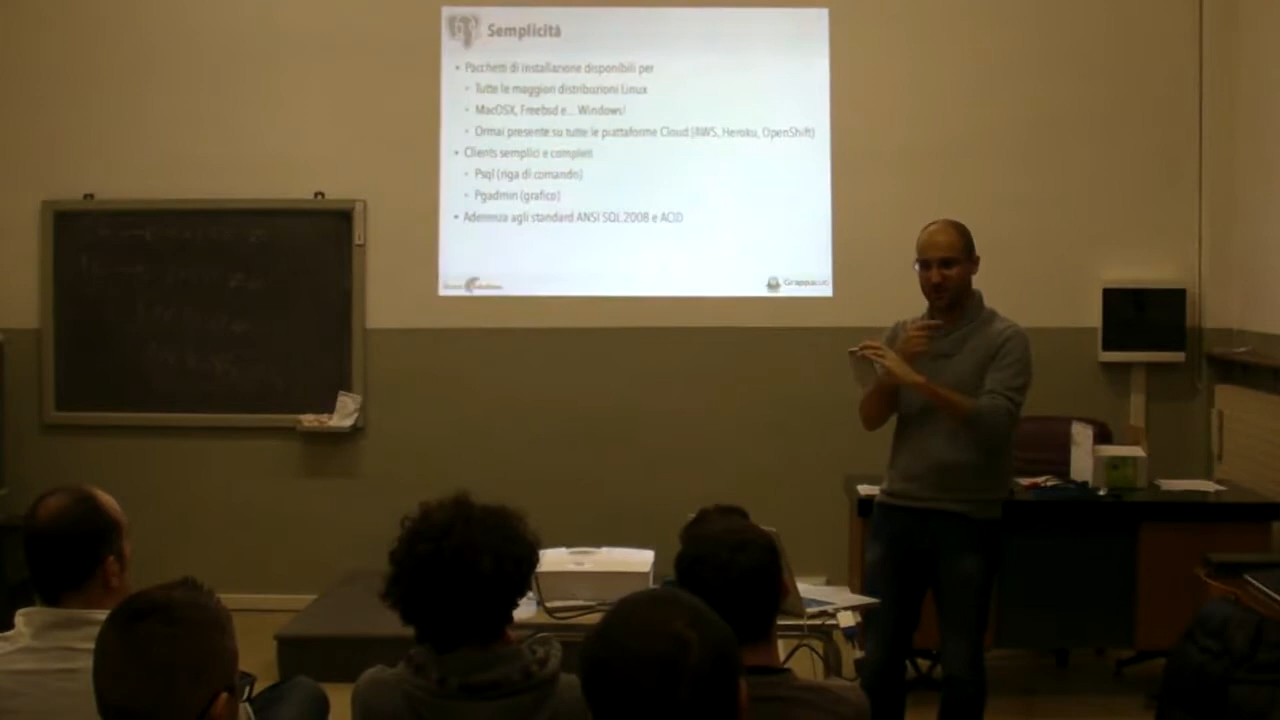 Semplicità
• Pacchetti di installazione disponibili per
• Tutte le maggiori distribuzioni Linux
• MacOSX, Freebsd e... Windows!
• Ormai presente su tutte le piattaforme Cloud (AWS, Heroku, OpenShift)
• Clients semplici e completi
• Psql (riga di comando)
• Pgadmin (grafico)
• Aderenza agli standard ANSI SQL 2008 e ACID
GrappaLUG